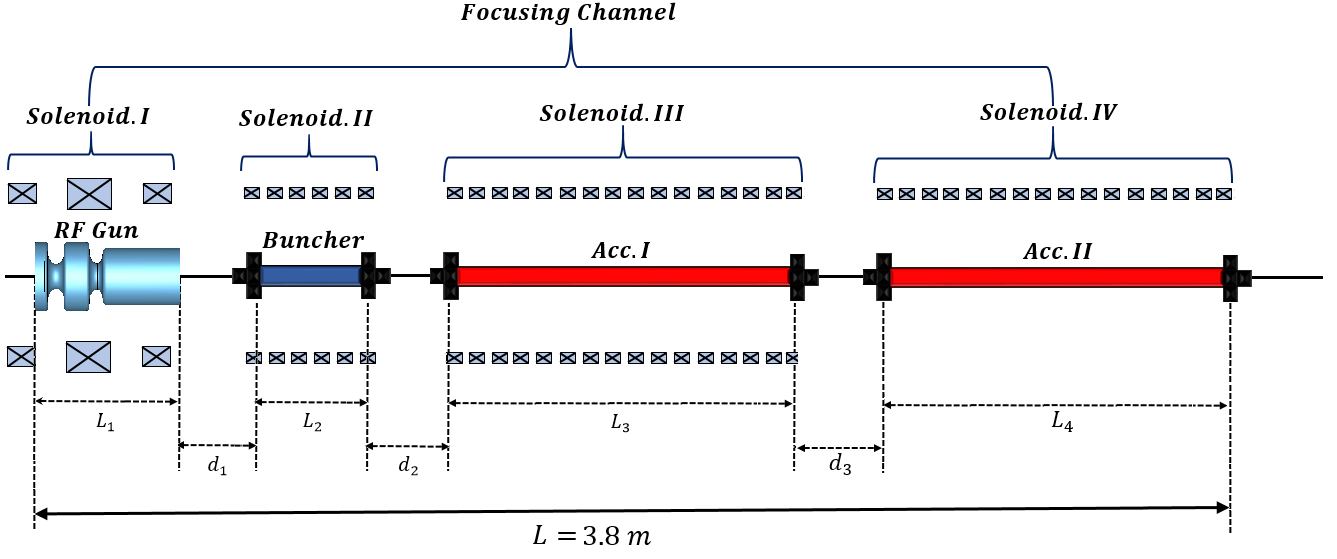 Focusing Channel
Solenoid.I
Solenoid.II
Solenoid.III
Solenoid.IV
RF Gun
Buncher
Acc.I
Acc.II
L₁
L₂
L₃
L₄
d₁
d₂
d₃
L = 3.8 m